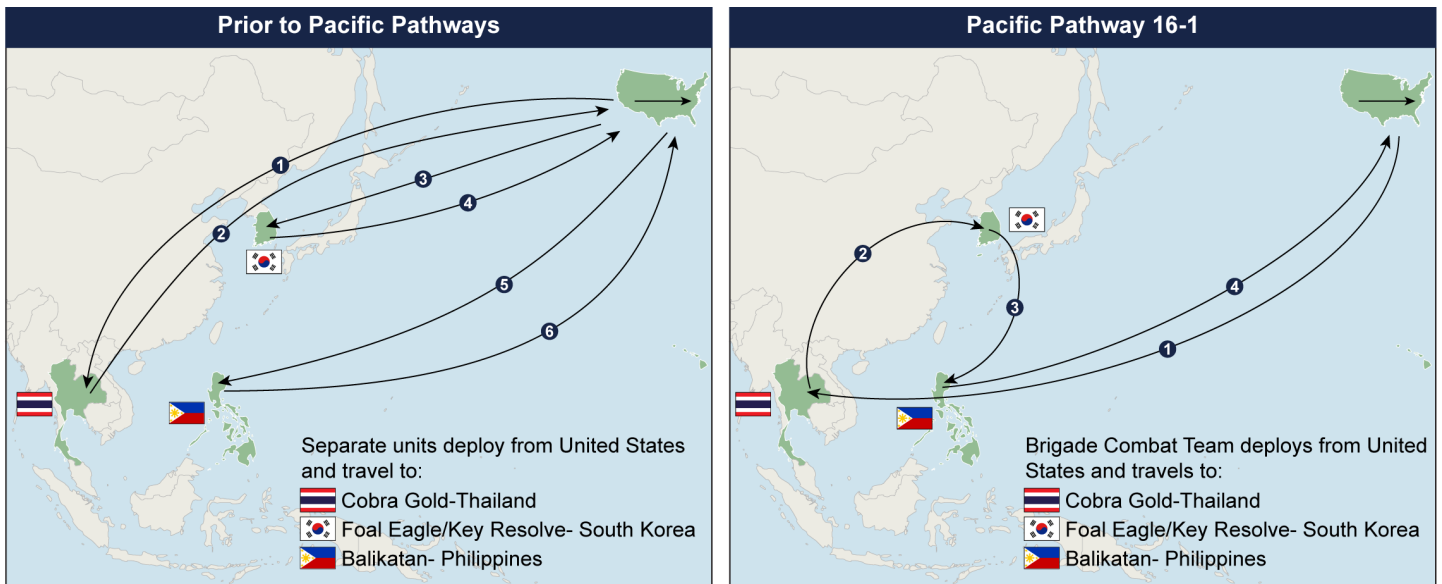 Prior to Pacific Pathways
1
2
3
4
5
6
Separate units deploy from United States
and travel to:
Cobra Gold-Thailand
Foal Eagle/Key Resolve- South Korea
Balikatan- Philippines
Pacific Pathway 16-1
2
3
4
1
Brigade Combat Team deploys from United
States and travels to:
Cobra Gold-Thailand
Foal Eagle/Key Resolve- South Korea
Balikatan- Philippines